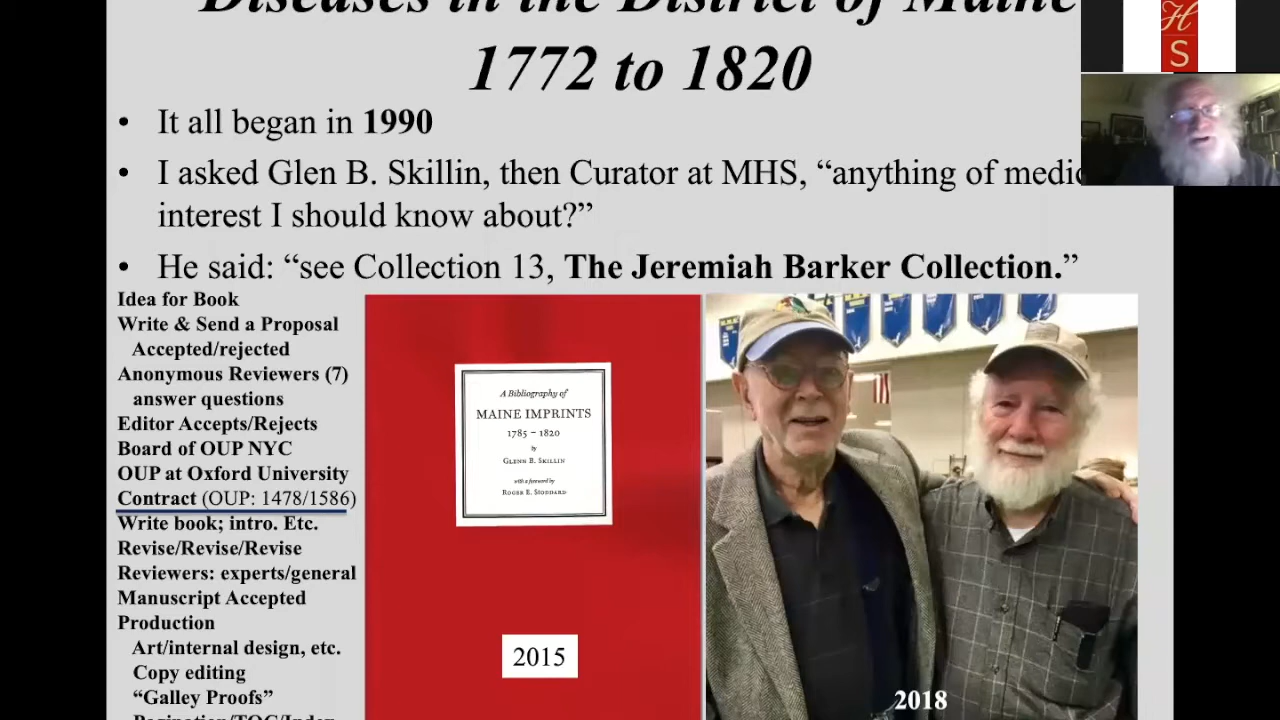 Diseases in the District of Maine
1772 to 1820
H
S
• It all began in 1990
• I asked Glen B. Skillin, then Curator at MHS, “anything of medic
interest I should know about?”
• He said: “see Collection 13, The Jeremiah Barker Collection.”
Idea for Book
Write & Send a Proposal
Accepted/rejected
Anonymous Reviewers (7)
answer questions
Editor Accepts/Rejects
Board of OUP NYC
OUP at Oxford University
Contract (OUP: 1478/1586)
Write book; intro. Etc.
Revise/Revise/Revise
Reviewers: experts/general
Manuscript Accepted
Production
Art/internal design, etc.
Copy editing
“Galley Proofs”
Pagination/TOC/Index
A Bibliography of
MAINE IMPRINTS
1785 – 1820
by
GLENN B. SKILLIN
with a foreword by
ROGER E. STODDARD
2015
2018